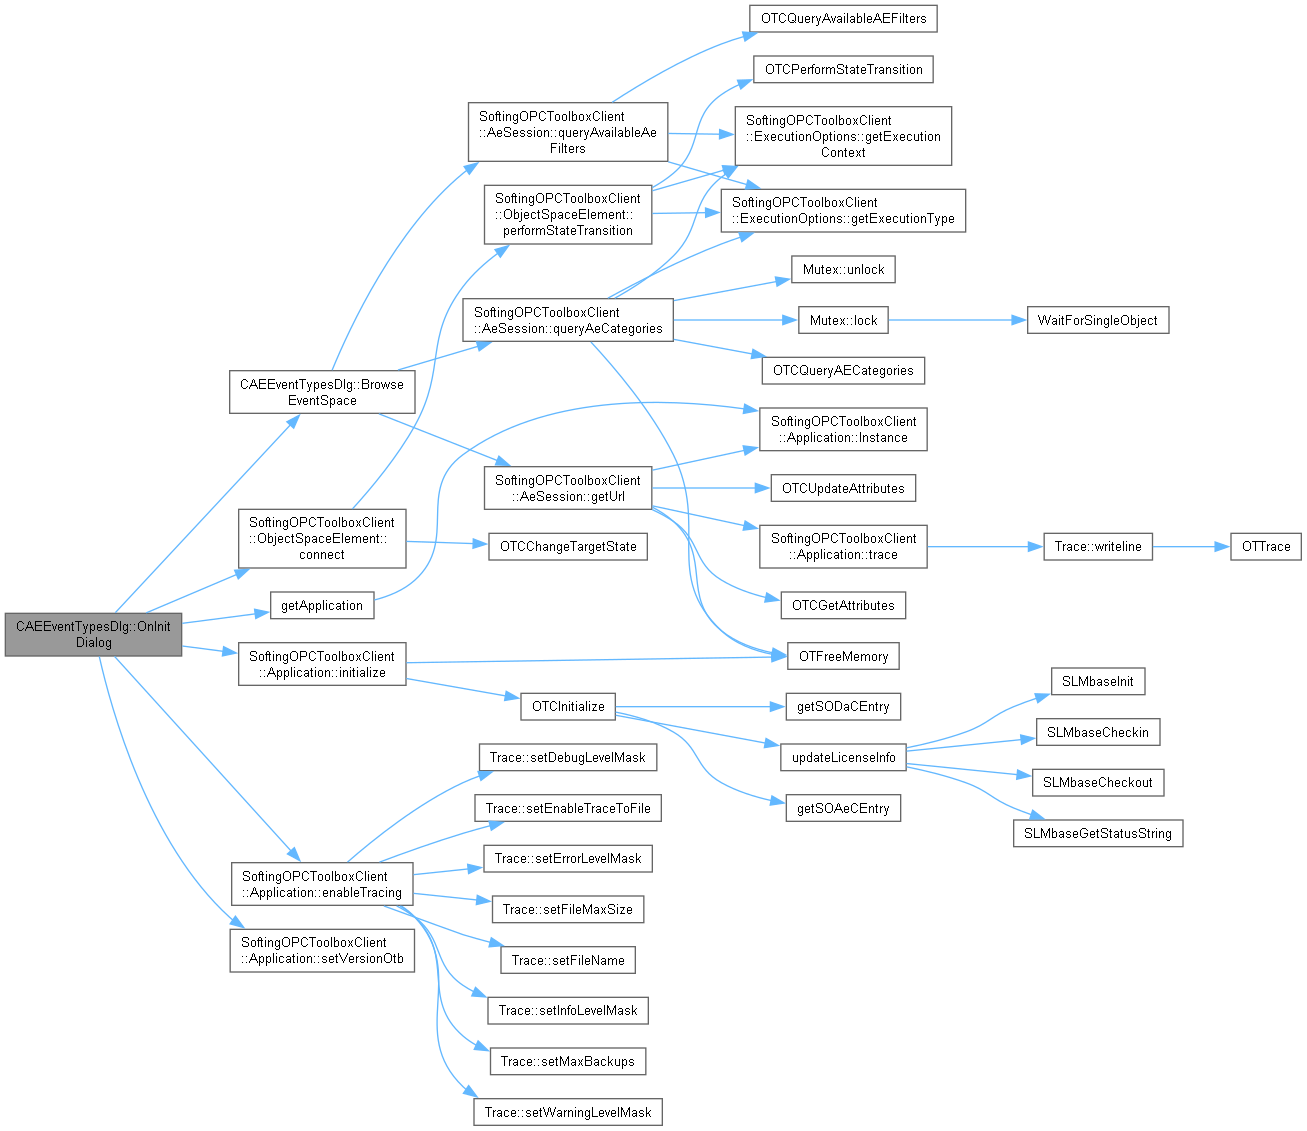 OTCQueryAvailableAEFilters
OTCPerformStateTransition
SoftingOPCToolboxClient
::AeSession::queryAvailableAe
Filters
SoftingOPCToolboxClient
::ExecutionOptions::getExecution
Context
SoftingOPCToolboxClient
::ObjectSpaceElement::
performStateTransition
SoftingOPCToolboxClient
::ExecutionOptions::getExecutionType
Mutex::unlock
SoftingOPCToolboxClient
::AeSession::queryAeCategories
Mutex::lock
WaitForSingleObject
OTCQueryAECategories
CAEEventTypesDlg::Browse
EventSpace
SoftingOPCToolboxClient
::Application::Instance
SoftingOPCToolboxClient
::AeSession::getUrl
OTCUpdateAttributes
SoftingOPCToolboxClient
::ObjectSpaceElement::
connect
OTCChangeTargetState
SoftingOPCToolboxClient
::Application::trace
Trace::writeline
OTTrace
getApplication
OTCGetAttributes
CAEEventTypesDlg::OnInit
Dialog
SoftingOPCToolboxClient
::Application::initialize
OTFreeMemory
OTCInitialize
getSODaCEntry
SLMbaseInit
SLMbaseCheckin
updateLicenseInfo
Trace::setDebugLevelMask
SLMbaseCheckout
Trace::setEnableTraceToFile
getSOAeCEntry
SLMbaseGetStatusString
Trace::setErrorLevelMask
SoftingOPCToolboxClient
::Application::enableTracing
Trace::setFileMaxSize
SoftingOPCToolboxClient
::Application::setVersionOtb
Trace::setFileName
Trace::setInfoLevelMask
Trace::setMaxBackups
Trace::setWarningLevelMask